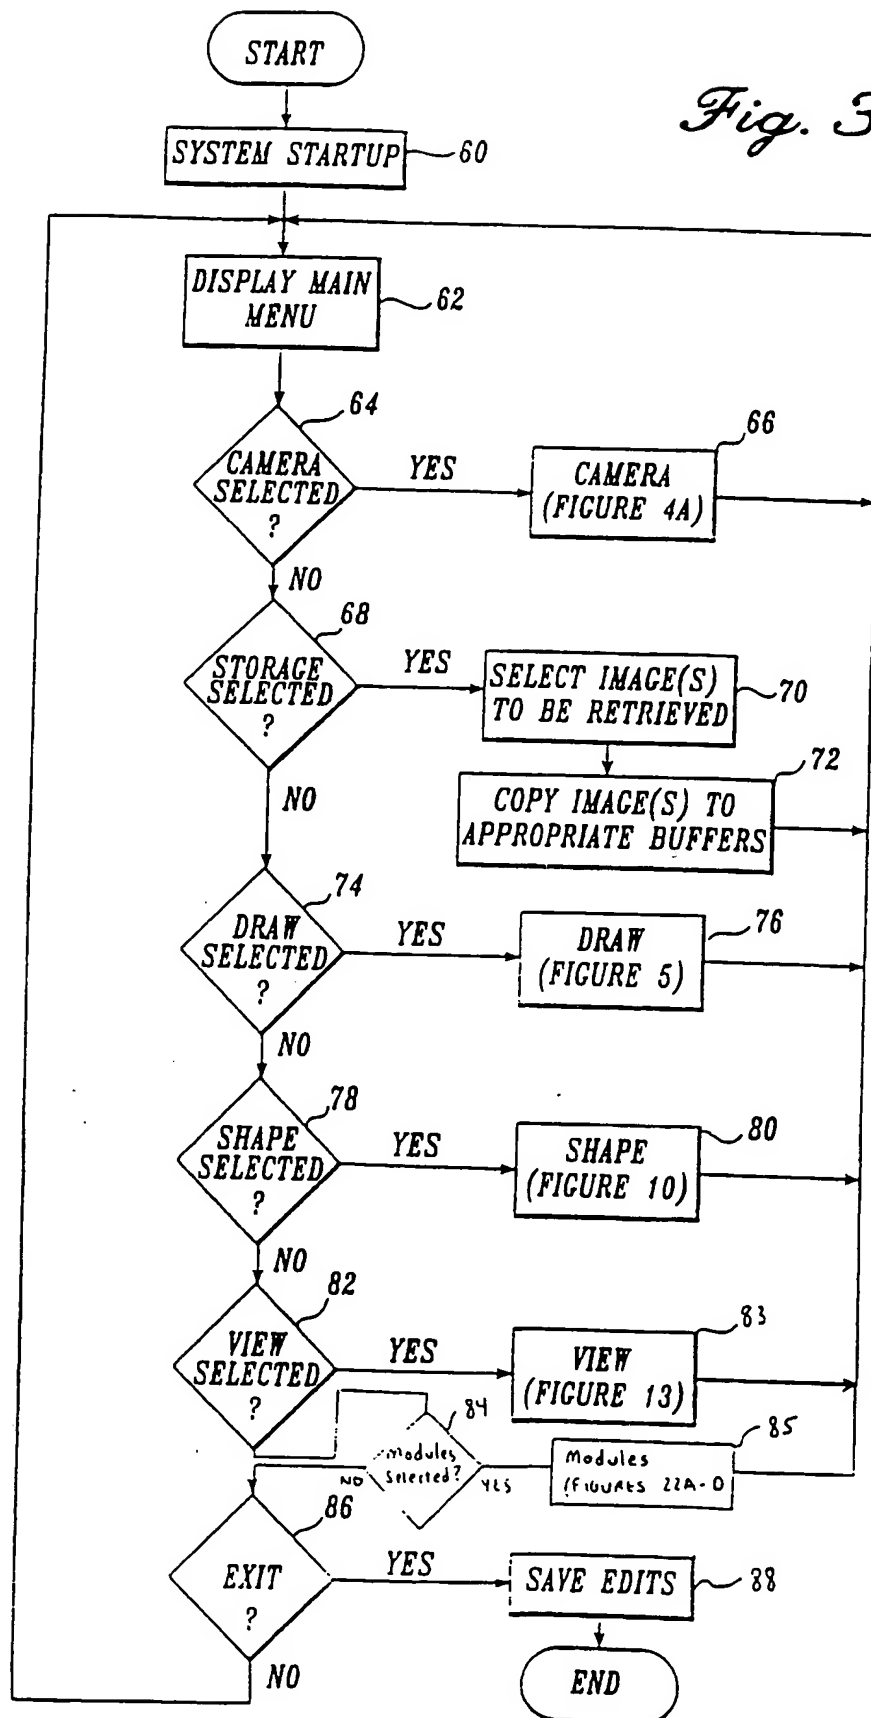 START
Fig. 3
SYSTEM STARTUP
60
DISPLAY MAIN
MENU
62
64
CAMERA
SELECTED
?
YES
66
CAMERA
(FIGURE 4A)
NO
68
STORAGE
SELECTED
?
YES
SELECT IMAGE(S)
TO BE RETRIEVED
70
72
COPY IMAGE(S) TO
APPROPRIATE BUFFERS
NO
74
DRAW
SELECTED
?
YES
76
DRAW
(FIGURE 5)
NO
78
SHAPE
SELECTED
?
YES
80
SHAPE
(FIGURE 10)
NO
82
VIEW
SELECTED
?
YES
83
VIEW
(FIGURE 13)
84
Modules
Selected?
NO
YES
85
Modules
(FIGURES 22A-D
86
EXIT
?
YES
SAVE EDITS
88
NO
END